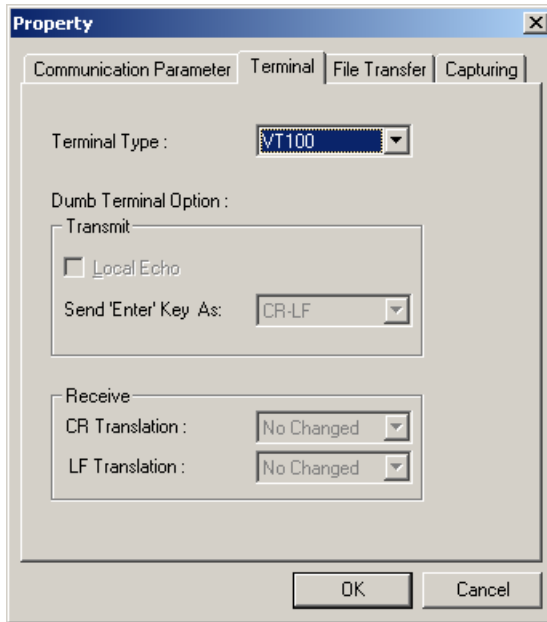 Property
Communication Parameter Terminal File Transfer Capturing
Terminal Type : VT100
Dumb Terminal Option :
Transmit
Local Echo
Send 'Enter' Key As: CR-LF
Receive
CR Translation : No Changed
LF Translation : No Changed
OK Cancel